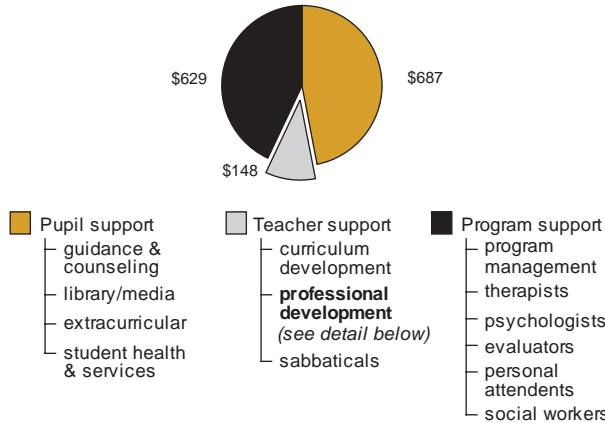 $629
$687
$148
Pupil support
guidance &
counseling
library/media
extracurricular
student health
& services
Teacher support
curriculum
development
professional
development
(see detail below)
sabbaticals
Program support
program
management
therapists
psychologists
evaluators
personal
attendents
social workers